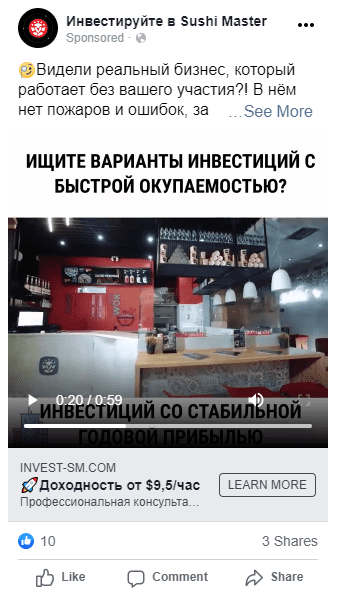 Инвестируйте в Sushi Master
Sponsored ·
🧐Видели реальный бизнес, который
работает без вашего участия?! В нём
нет пожаров и ошибок, за ...See More
ИЩИТЕ ВАРИАНТЫ ИНВЕСТИЦИЙ С
БЫСТРОЙ ОКУПАЕМОСТЬЮ?
WOK
0:20 / 0:59
ИНВЕСТИЦИЙ СО СТАБИЛЬНОЙ
ГОДОВОЙ ПРИБЫЛЬЮ
INVEST-SM.COM
🚀Доходность от $9,5/час
Профессиональная консульта...
LEARN MORE
10
3 Shares
Like Comment Share